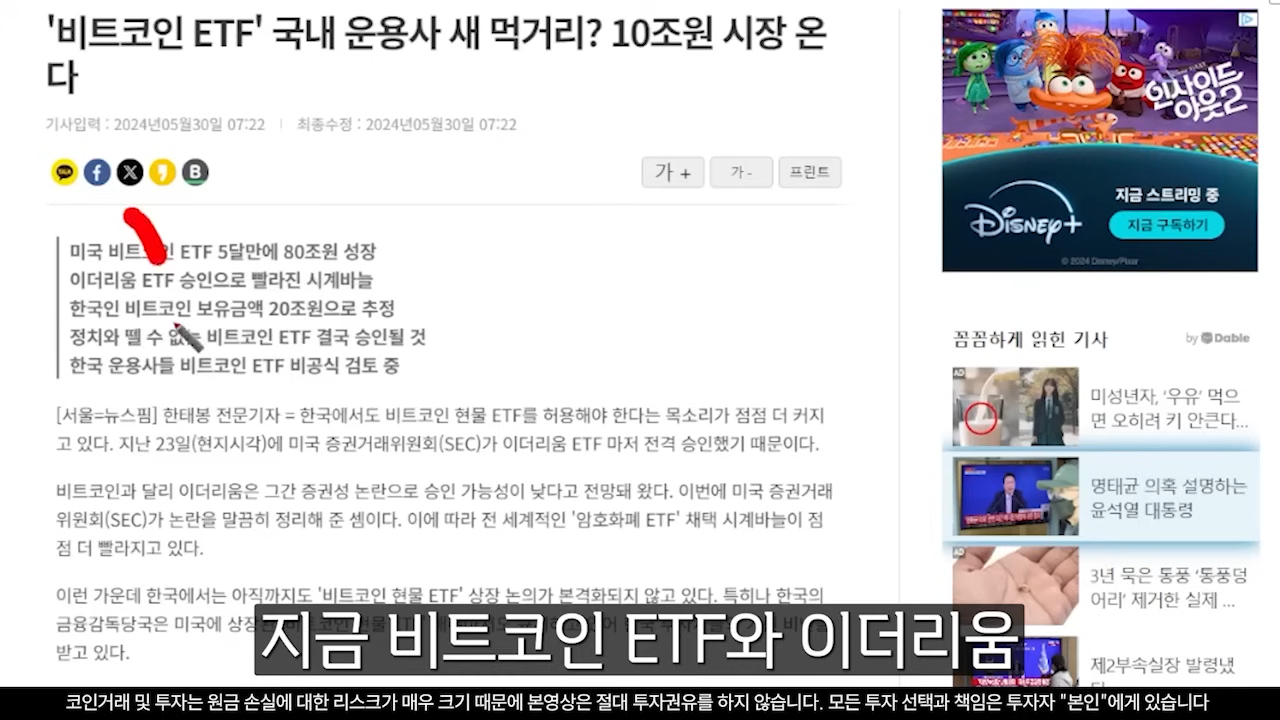 '비트코인 ETF' 국내 운용사 새 먹거리? 10조원 시장 온
다
기사입력 : 2024년05월30일 07:22 | 최종수정 : 2024년05월30일 07:22
TALK
f
X
B
가 +
가 -
프린트
미국 비트 인 ETF 5달만에 80조원 성장
이더리움 ETF 승인으로 빨라진 시계바늘
한국인 비트코인 보유금액 20조원으로 추정
정치와 뗄 수 없는 비트코인 ETF 결국 승인될 것
한국 운용사들 비트코인 ETF 비공식 검토 중
[서울=뉴스핌] 한태봉 전문기자 = 한국에서도 비트코인 현물 ETF를 허용해야 한다는 목소리가 점점 더 커지
고 있다. 지난 23일(현지시각)에 미국 증권거래위원회(SEC)가 이더리움 ETF 마저 전격 승인했기 때문이다.
비트코인과 달리 이더리움은 그간 증권성 논란으로 승인 가능성이 낮다고 전망돼 왔다. 이번에 미국 증권거래
위원회(SEC)가 논란을 말끔히 정리해 준 셈이다. 이에 따라 전 세계적인 '암호화폐 ETF' 채택 시계바늘이 점
점 더 빨라지고 있다.
이런 가운데 한국에서는 아직까지도 '비트코인 현물 ETF' 상장 논의가 본격화되지 않고 있다. 특히나 한국의
금융감독당국은 미국에 상장
받고 있다.
지금 비트코인 ETF와 이더리움
인사이드
아웃2
Disney+
지금 스트리밍 중
지금 구독하기
© 2024 Disney/Pixar
꼼꼼하게 읽힌 기사
by Dable
AD
미성년자, '우유' 먹으
면 오히려 키 안큰다...
명태균 의혹 설명하는
윤석열 대통령
AD
3년 묵은 통풍 '통풍덩
어리' 제거한 실제 ...
제2부속실장 발령냈
코인거래 및 투자는 원금 손실에 대한 리스크가 매우 크기 때문에 본영상은 절대 투자권유를 하지 않습니다. 모든 투자 선택과 책임은 투자자 "본인"에게 있습니다